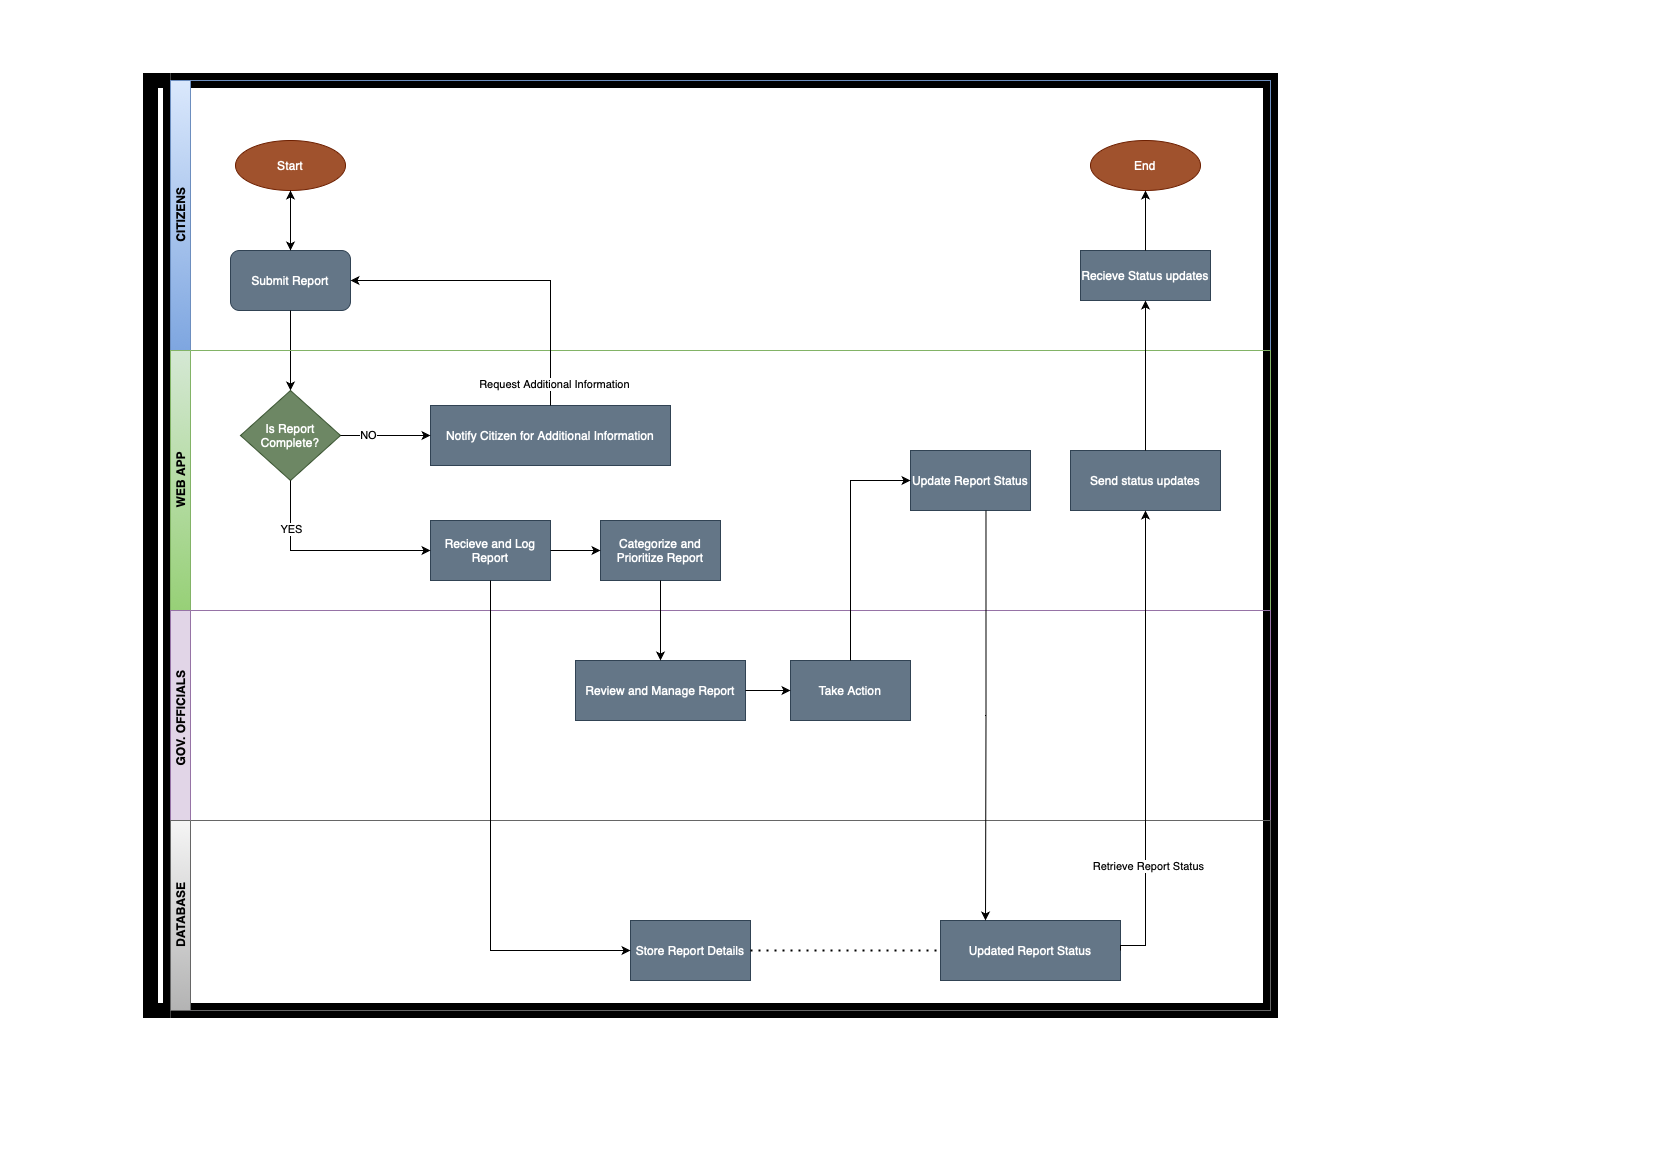 CITIZENS
Start
End
Submit Report
Recieve Status updates
WEB APP
Request Additional Information
Is Report
Complete?
NO
Notify Citizen for Additional Information
Update Report Status
Send status updates
YES
Recieve and Log
Report
Categorize and
Prioritize Report
GOV. OFFICIALS
Review and Manage Report
Take Action
DATABASE
Retrieve Report Status
Store Report Details
Updated Report Status